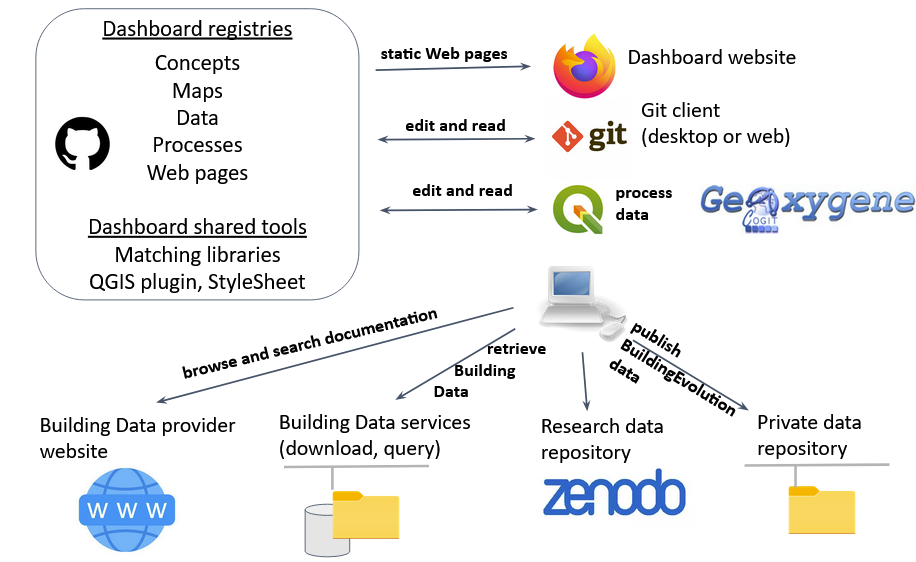 Dashboard registries
Concepts
Maps
Data
Processes
Web pages
Dashboard shared tools
Matching libraries
QGIS plugin, StyleSheet
static Web pages
Dashboard website
edit and read
git
Git client
(desktop or web)
edit and read
process
data
GeOxygene
COGIT
browse and search documentation
retrieve
Building
Data
publish
BuildingEvolution
data
Building Data provider
website
WWW
Building Data services
(download, query)
Research data
repository
zenodo
Private data
repository